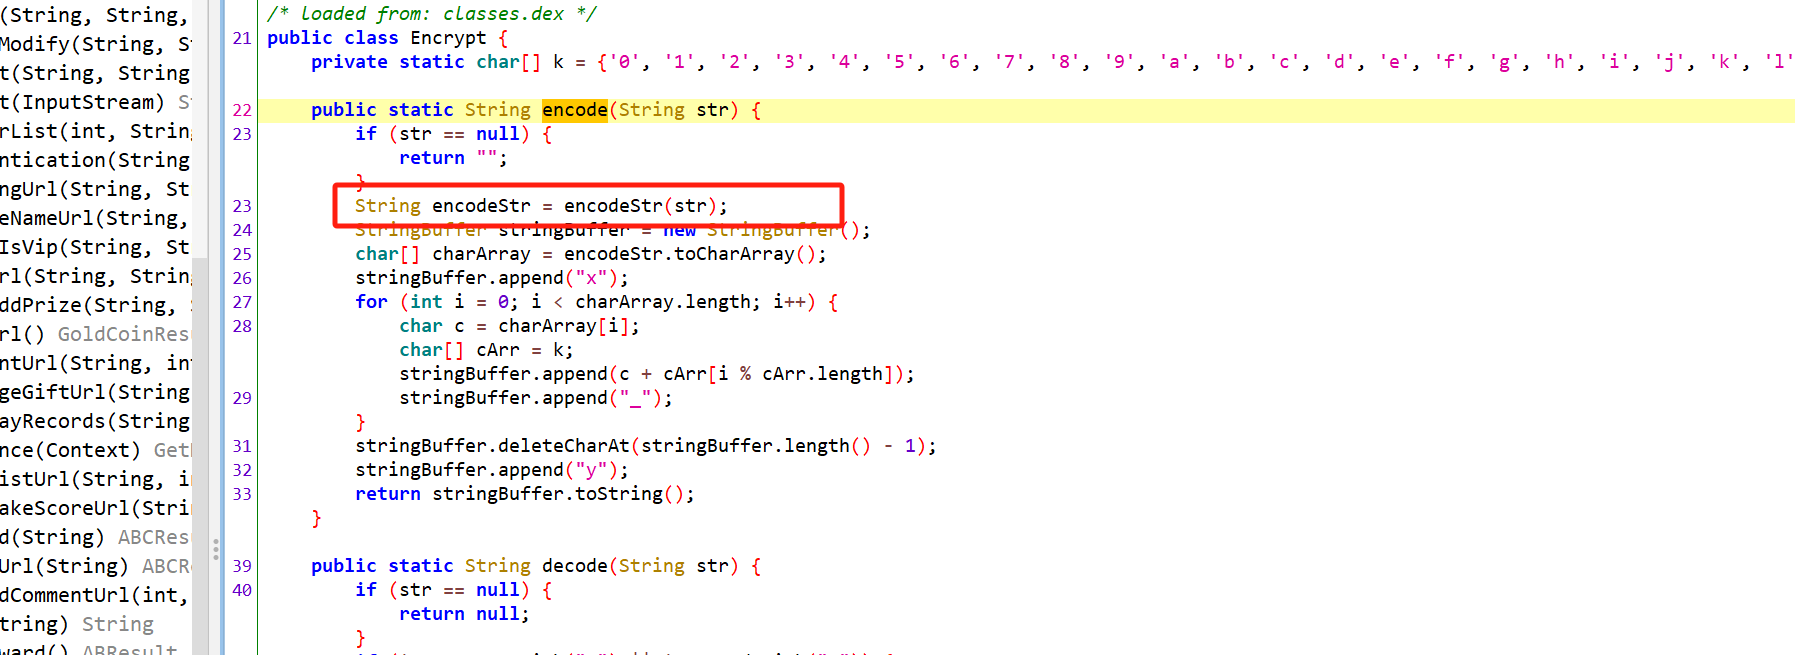 (String, String,
Modify(String, S
t(String, String
t(InputStream) S
rList(int, String
ntication(String
ngUrl(String, St
eNameUrl(String,
IsVip(String, St
rl(String, String
ddPrize(String,
rl() GoldCoinRes
ntUrl(String, in
geGiftUrl(String
ayRecords(String
nce(Context) Get
istUrl(String, i
akeScoreUrl(Stri
d(String) ABCRes
Url(String) ABCR
dCommentUrl(int,
tring) String
ward() ABResult
/* loaded from: classes.dex */
21 public class Encrypt {
private static char[] k = {'0', '1', '2', '3', '4', '5', '6', '7', '8', '9', 'a', 'b', 'c', 'd', 'e', 'f', 'g', 'h', 'i', 'j', 'k', 'l'
22 public static String encode(String str) {
23 if (str == null) {
return "";
}
23 String encodeStr = encodeStr(str);
24 StringBuffer stringBuffer = new StringBuffer();
25 char[] charArray = encodeStr.toCharArray();
26 stringBuffer.append("x");
27 for (int i = 0; i < charArray.length; i++) {
28 char c = charArray[i];
char[] cArr = k;
stringBuffer.append(c + cArr[i % cArr.length]);
29 stringBuffer.append("_");
}
31 stringBuffer.deleteCharAt(stringBuffer.length() - 1);
32 stringBuffer.append("y");
33 return stringBuffer.toString();
}
39 public static String decode(String str) {
40 if (str == null) {
return null;
}